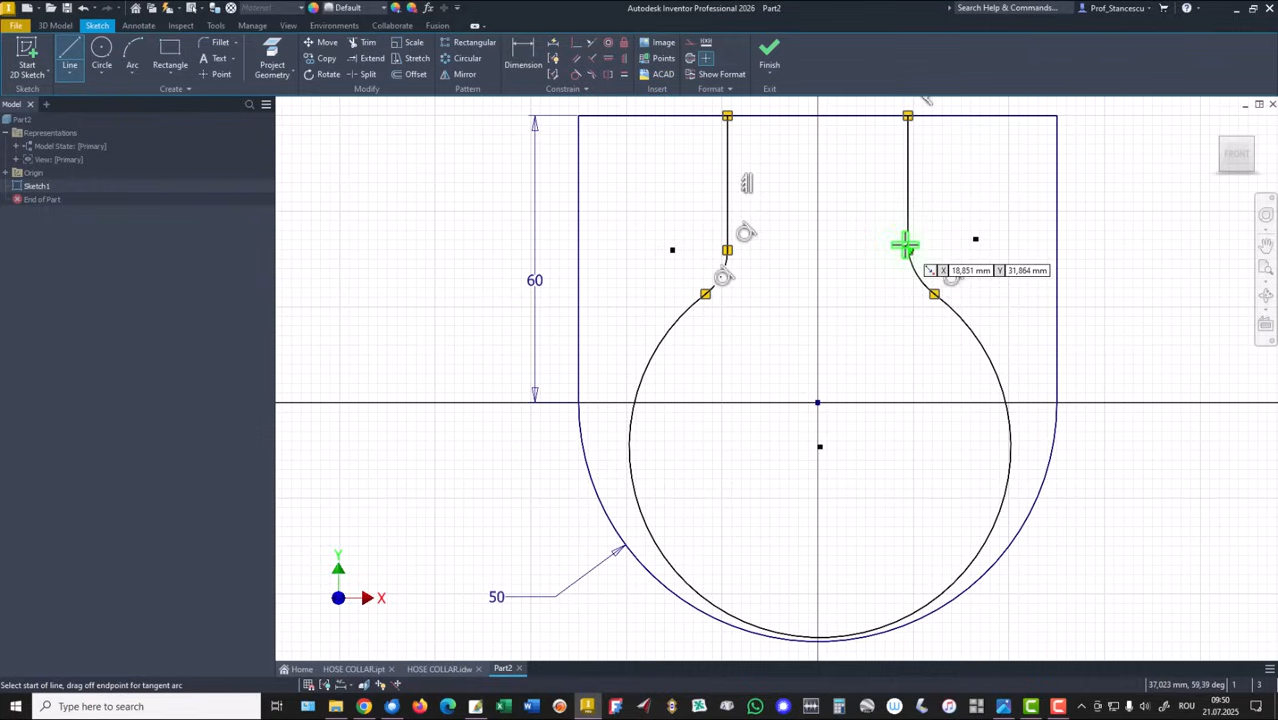 Material
Default
Autodesk Inventor Professional 2026 Part2
Search Help & Commands...
Prof_Stancescu
File 3D Model Sketch Annotate Inspect Tools Manage View Environments Get Started Collaborate Fusion
Start
2D Sketch
Line
Circle
Arc
Rectangle
Fillet
Text
Point
Project
Geometry
Move
Copy
Rotate
Trim
Extend
Split
Scale
Stretch
Offset
Rectangular
Circular
Mirror
Dimension
Image
Points
ACAD
Show Format
Finish
Sketch Create Modify Pattern Constrain Insert Format Exit
Model
Part2
Representations
Model State: [Primary]
View: [Primary]
Origin
Sketch1
End of Part
FRONT
X 18,851 mm Y 31,864 mm
60
50
Y
X
Home HOSE COLLAR.ipt HOSE COLLAR.idw Part2
Select start of line, drag off endpoint for tangent arc
37,023 mm, 59,39 deg 1 3
Type here to search
ROU
09:50
21.07.2025